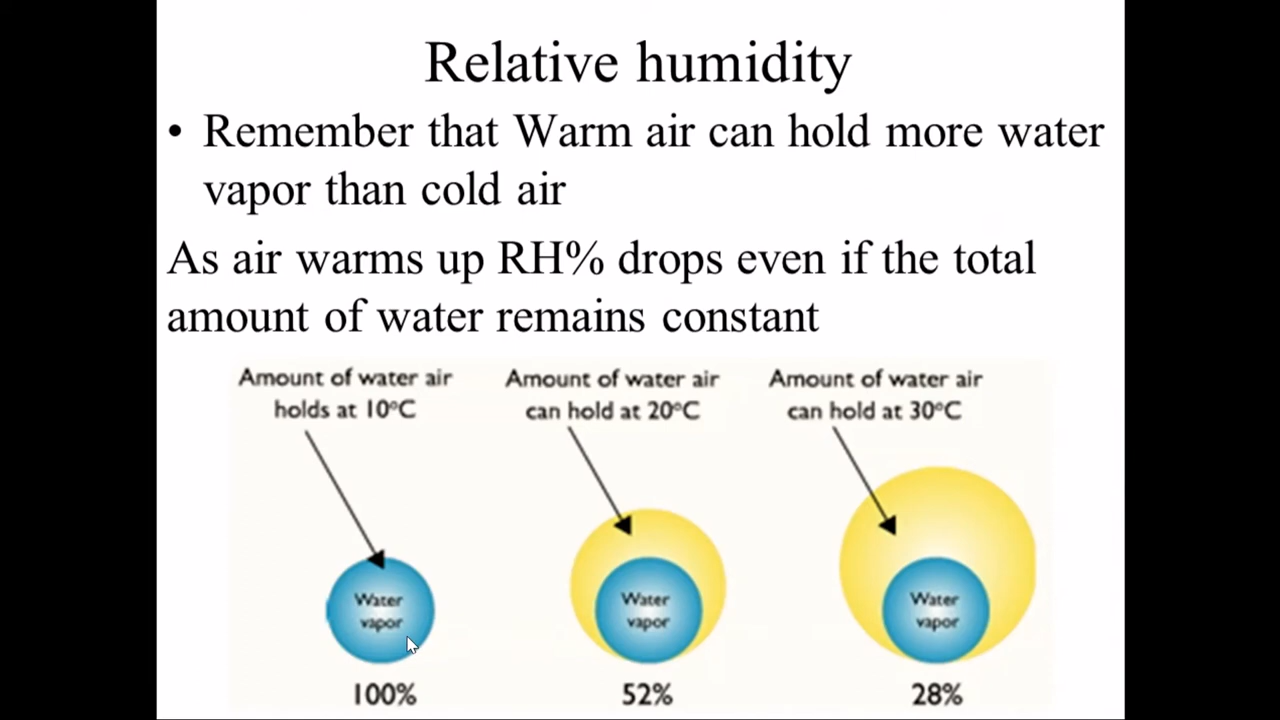 Relative humidity
• Remember that Warm air can hold more water
vapor than cold air
As air warms up RH% drops even if the total
amount of water remains constant
Amount of water air
holds at 10°C
Amount of water air
can hold at 20°C
Amount of water air
can hold at 30°C
Water
vapor
Water
vapor
Water
vapor
100%
52%
28%